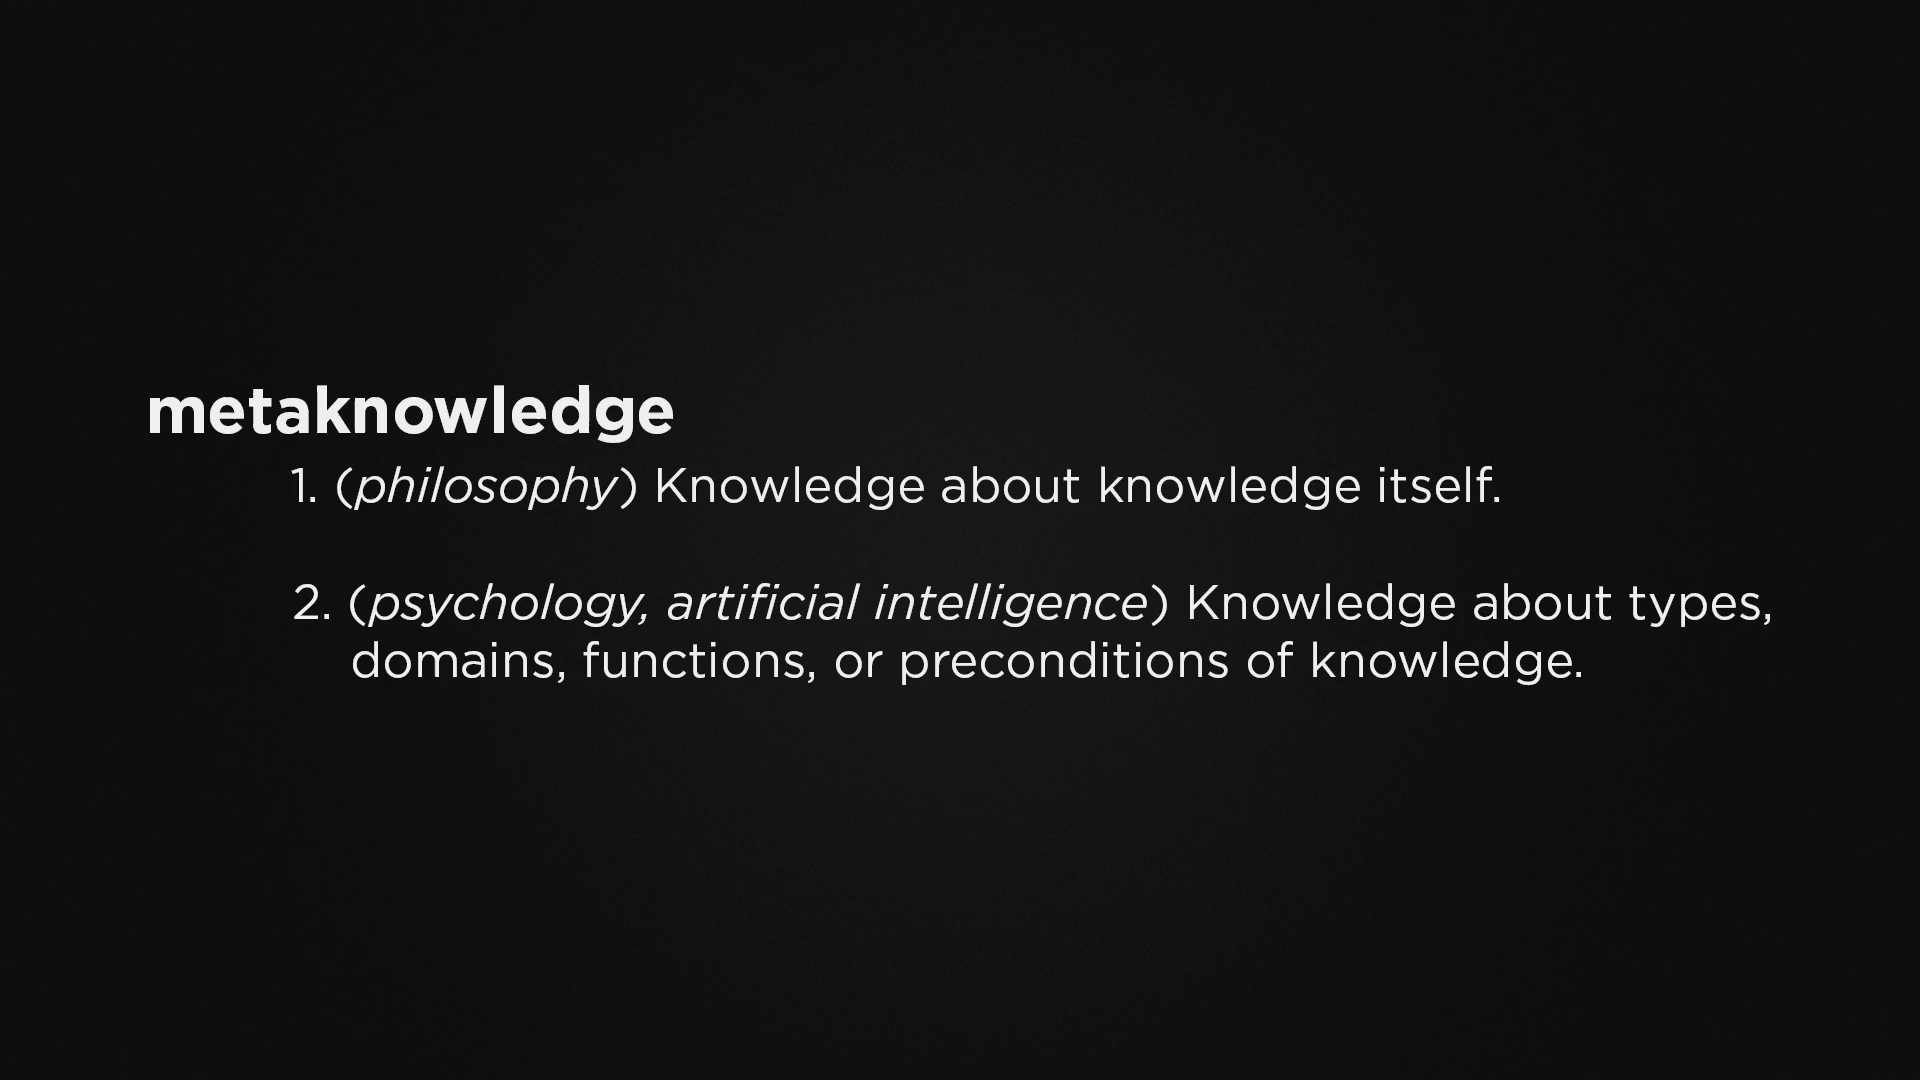 metaknowledge
1. (philosophy) Knowledge about knowledge itself.
2. (psychology, artificial intelligence) Knowledge about types,
domains, functions, or preconditions of knowledge.